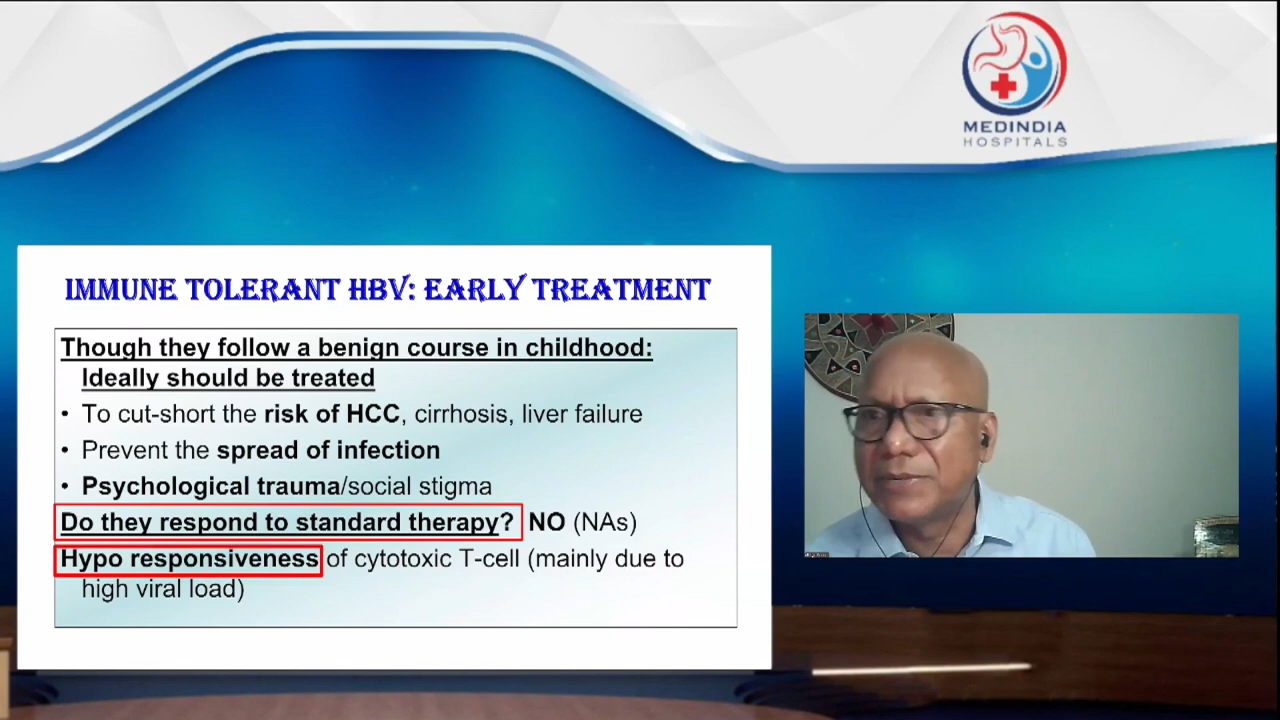 MEDINDIA
HOSPITALS
IMMUNE TOLERANT HBV: EARLY TREATMENT
Though they follow a benign course in childhood:
Ideally should be treated
• To cut-short the risk of HCC, cirrhosis, liver failure
• Prevent the spread of infection
• Psychological trauma/social stigma
Do they respond to standard therapy? NO (NAs)
Hypo responsiveness of cytotoxic T-cell (mainly due to
high viral load)